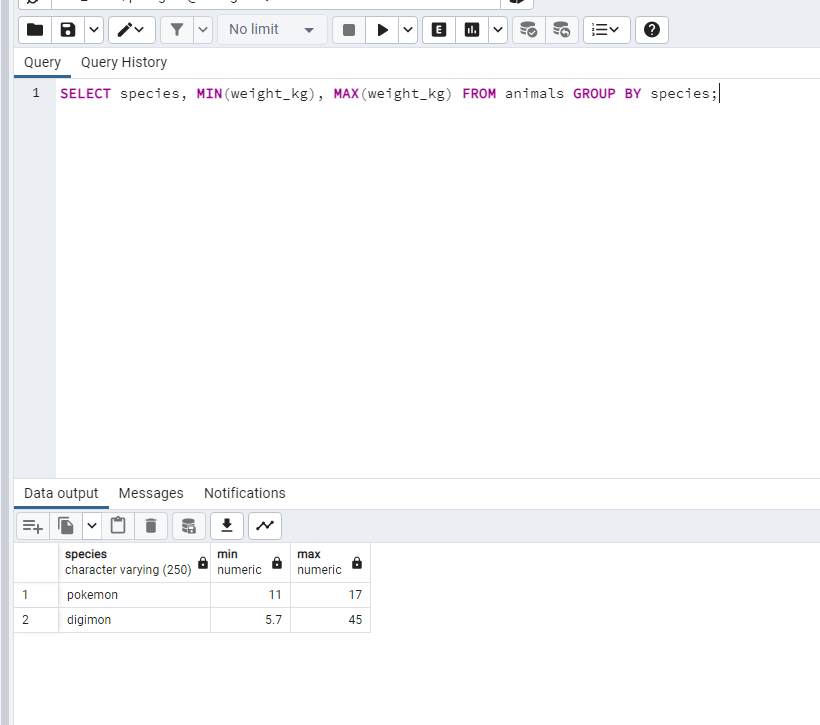 No limit
E
Query Query History
1 SELECT species, MIN(weight_kg), MAX(weight_kg) FROM animals GROUP BY species;
Data output Messages Notifications
species min max
character varying (250) numeric numeric
1 pokemon 11 17
2 digimon 5.7 45